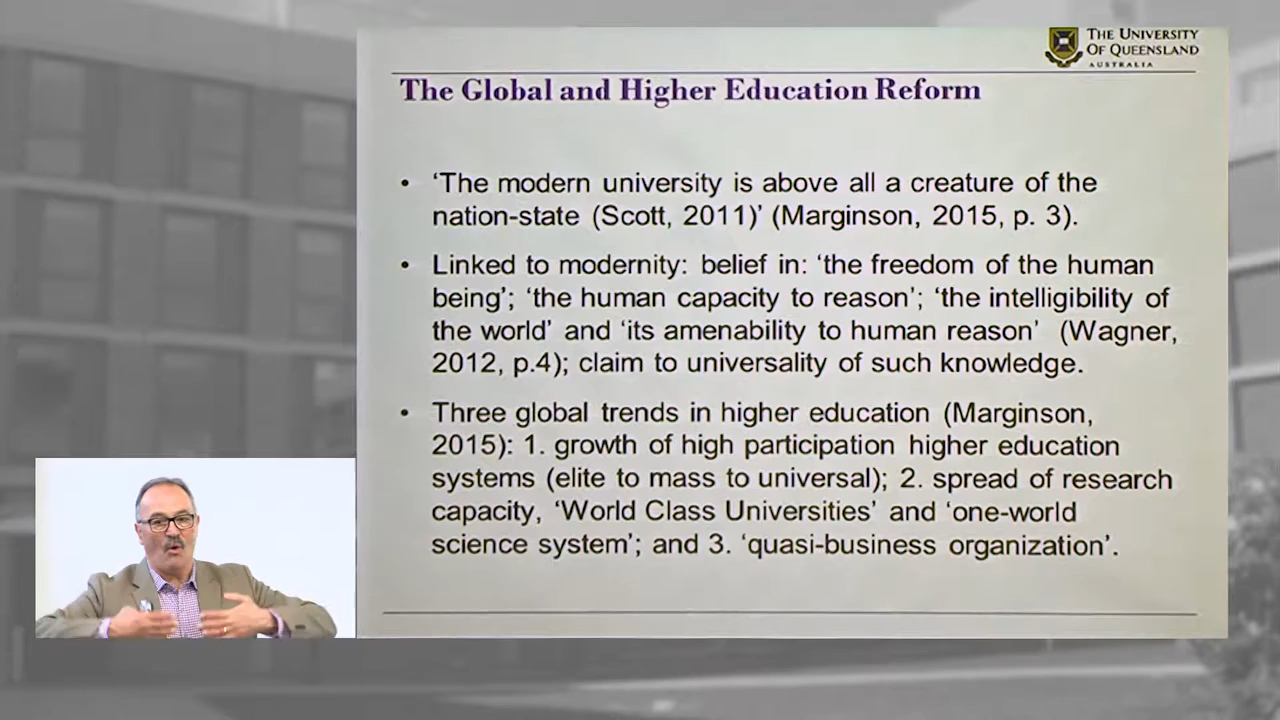 THE UNIVERSITY
OF QUEENSLAND
AUSTRALIA
The Global and Higher Education Reform
• ‘The modern university is above all a creature of the
nation-state (Scott, 2011)’ (Marginson, 2015, p. 3).
• Linked to modernity: belief in: ‘the freedom of the human
being’; ‘the human capacity to reason’; ‘the intelligibility of
the world’ and ‘its amenability to human reason’ (Wagner,
2012, p.4); claim to universality of such knowledge.
• Three global trends in higher education (Marginson,
2015): 1. growth of high participation higher education
systems (elite to mass to universal); 2. spread of research
capacity, ‘World Class Universities’ and ‘one-world
science system’; and 3. ‘quasi-business organization’.